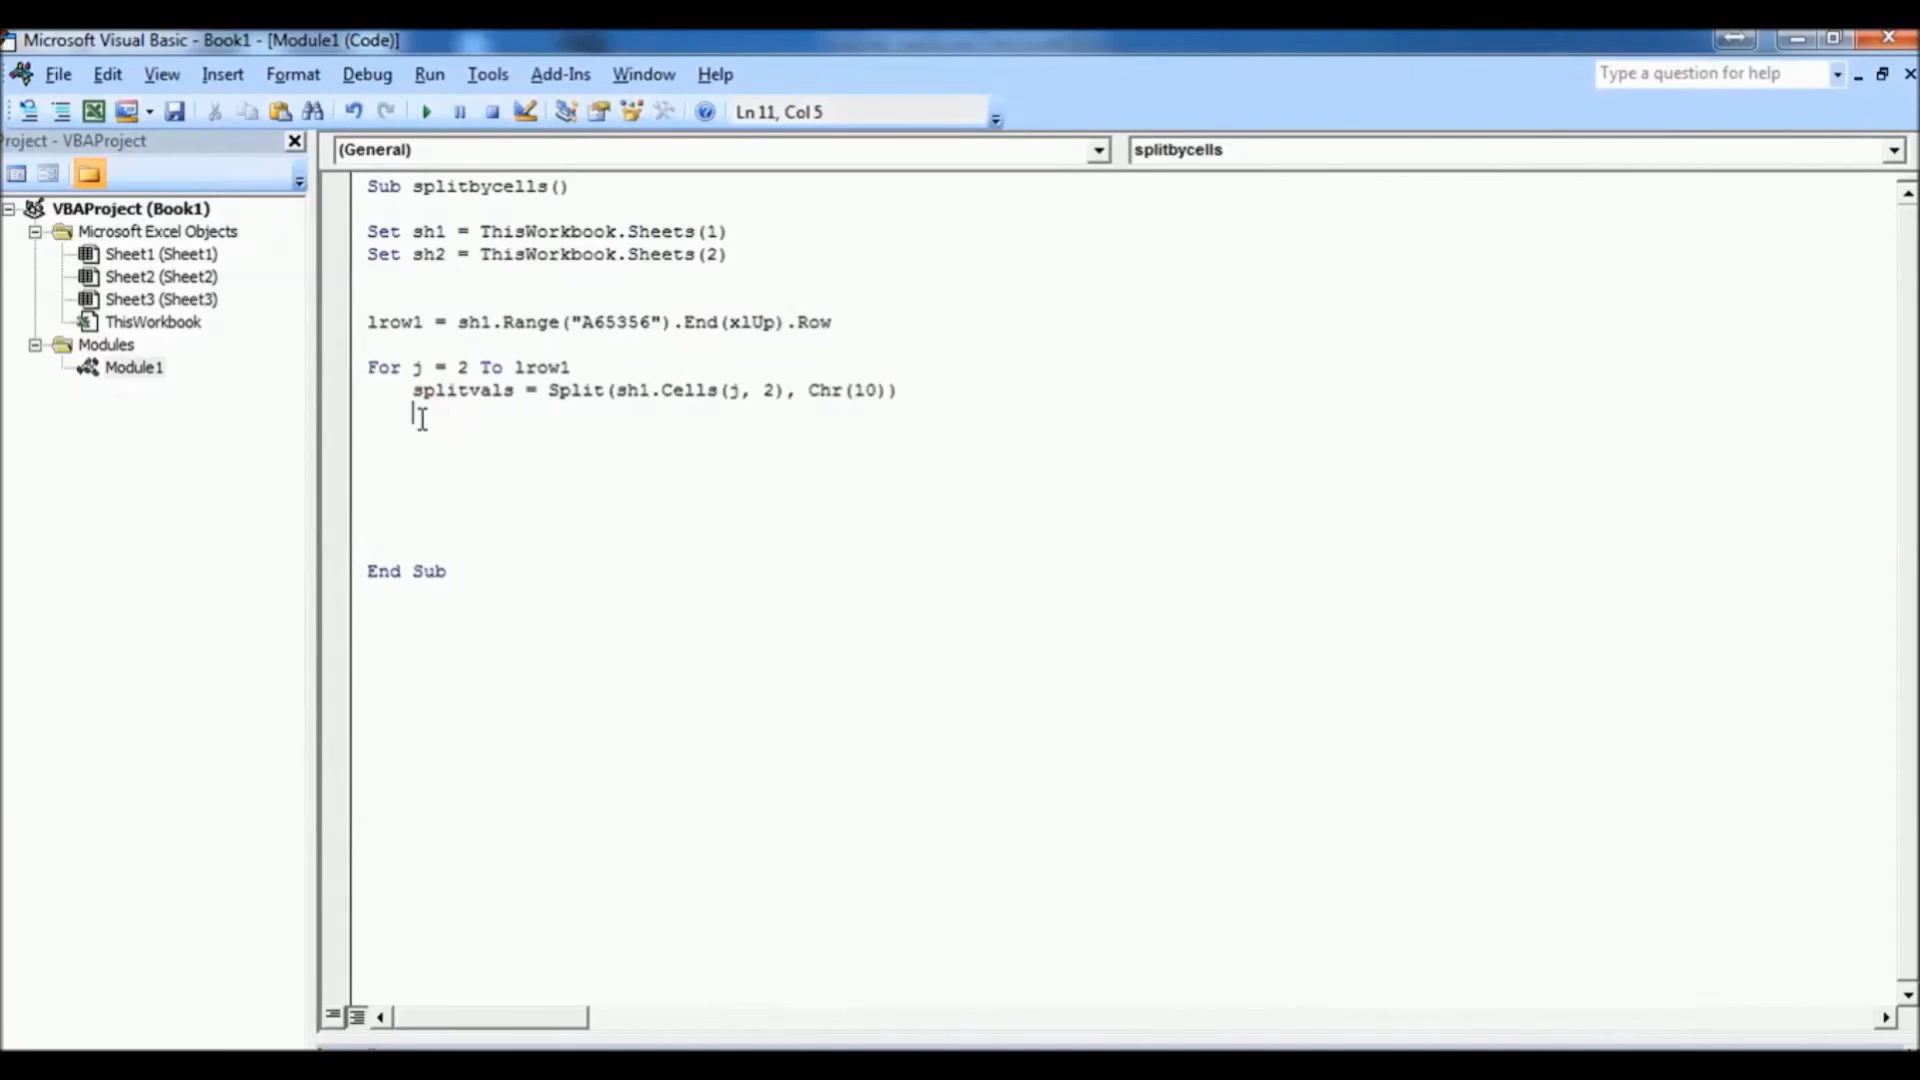 Microsoft Visual Basic - Book1 - [Module1 (Code)]
File Edit View Insert Format Debug Run Tools Add-Ins Window Help
Type a question for help
Ln 11, Col 5
roject - VBAProject
(General)
splitbycells
VBAProject (Book1)
Microsoft Excel Objects
Sheet1 (Sheet1)
Sheet2 (Sheet2)
Sheet3 (Sheet3)
ThisWorkbook
Modules
Module1
Sub splitbycells()
Set sh1 = ThisWorkbook.Sheets(1)
Set sh2 = ThisWorkbook.Sheets(2)
lrow1 = sh1.Range("A65356").End(xlUp).Row
For j = 2 To lrow1
splitvals = Split(sh1.Cells(j, 2), Chr(10))
End Sub